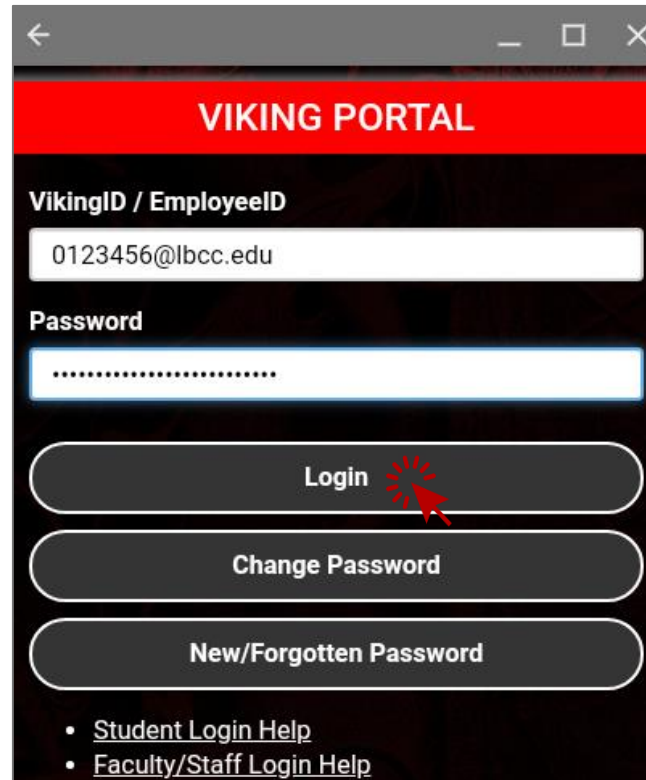 VIKING PORTAL
VikingID / EmployeeID
0123456@lbcc.edu
Password
••••••••••••••••••••••••••
Login
Change Password
New/Forgotten Password
• Student Login Help
• Faculty/Staff Login Help